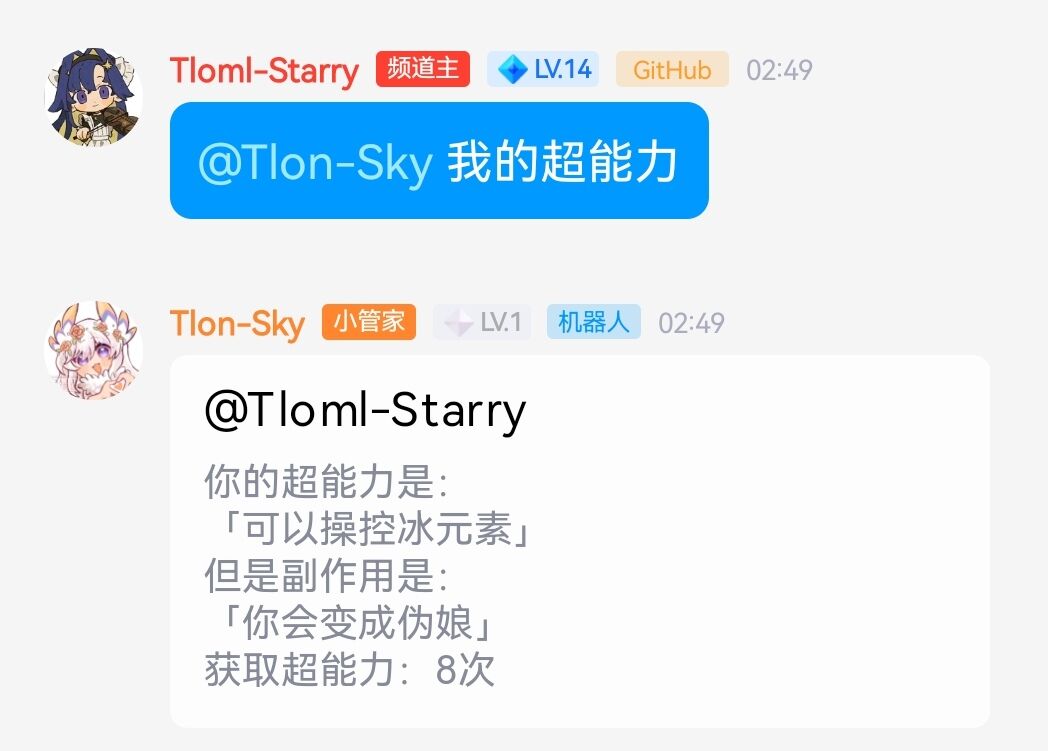 Tloml-Starry 频道主 LV.14 GitHub 02:49
@Tlon-Sky 我的超能力
Tlon-Sky 小管家 LV.1 机器人 02:49
@Tloml-Starry
你的超能力是：
「可以操控冰元素」
但是副作用是：
「你会变成伪娘」
获取超能力：8次